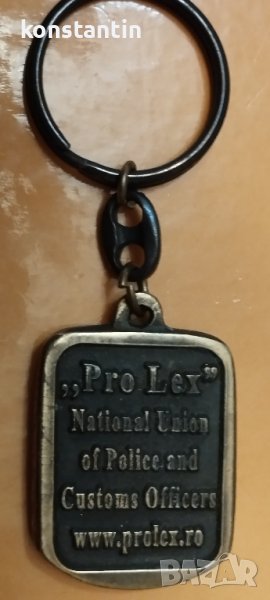 konstantin
„Pro Lex”
National Union
of Police and
Customs Officers
www.prolex.ro
BAZAR